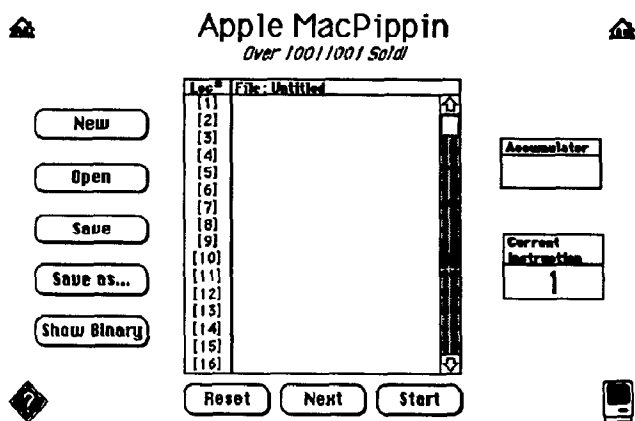 Apple MacPippin
Over 10011001 Sold!
Loc# File: Untitled
[1]
[2]
[3]
[4]
[5]
[6]
[7]
[8]
[9]
[10]
[11]
[12]
[13]
[14]
[15]
[16]
New
Open
Save
Save as...
Show Binary
Accumulator
Current
Instruction
1
Reset Next Start
?